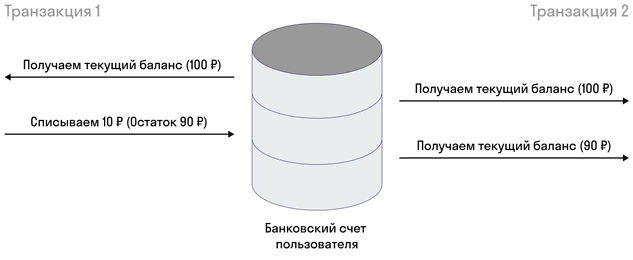 Транзакция 1
Транзакция 2
Получаем текущий баланс (100 ₽)
Получаем текущий баланс (100 ₽)
Списываем 10 ₽ (Остаток 90 ₽)
Получаем текущий баланс (90 ₽)
Банковский счет
пользователя